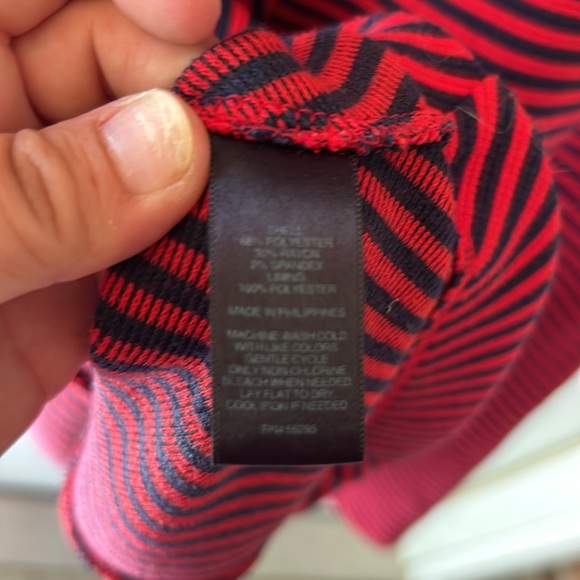 SHELL
68% POLYESTER
30% RAYON
2% SPANDEX
LINING
100% POLYESTER
MADE IN PHILIPPINES
MACHINE WASH COLD
WITH LIKE COLORS
GENTLE CYCLE
ONLY NON-CHLORINE
BLEACH WHEN NEEDED.
LAY FLAT TO DRY.
COOL IRON IF NEEDED